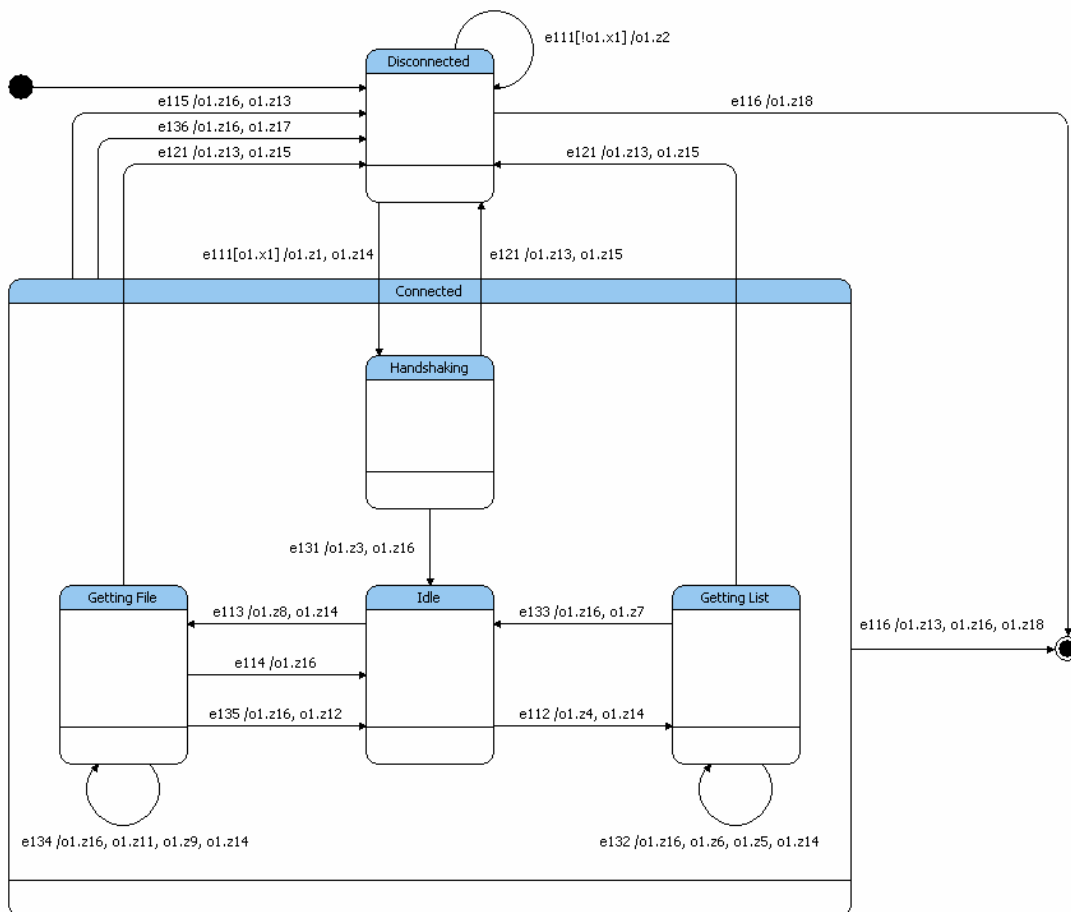 e111[!o1.x1] /o1.z2
Disconnected
e115 /o1.z16, o1.z13
e116 /o1.z18
e136 /o1.z16, o1.z17
e121 /o1.z13, o1.z15
e121 /o1.z13, o1.z15
e111[o1.x1] /o1.z1, o1.z14
e121 /o1.z13, o1.z15
Connected
Handshaking
e131 /o1.z3, o1.z16
Getting File
Idle
Getting List
e113 /o1.z8, o1.z14
e133 /o1.z16, o1.z7
e116 /o1.z13, o1.z16, o1.z18
e114 /o1.z16
e135 /o1.z16, o1.z12
e112 /o1.z4, o1.z14
e134 /o1.z16, o1.z11, o1.z9, o1.z14
e132 /o1.z16, o1.z6, o1.z5, o1.z14